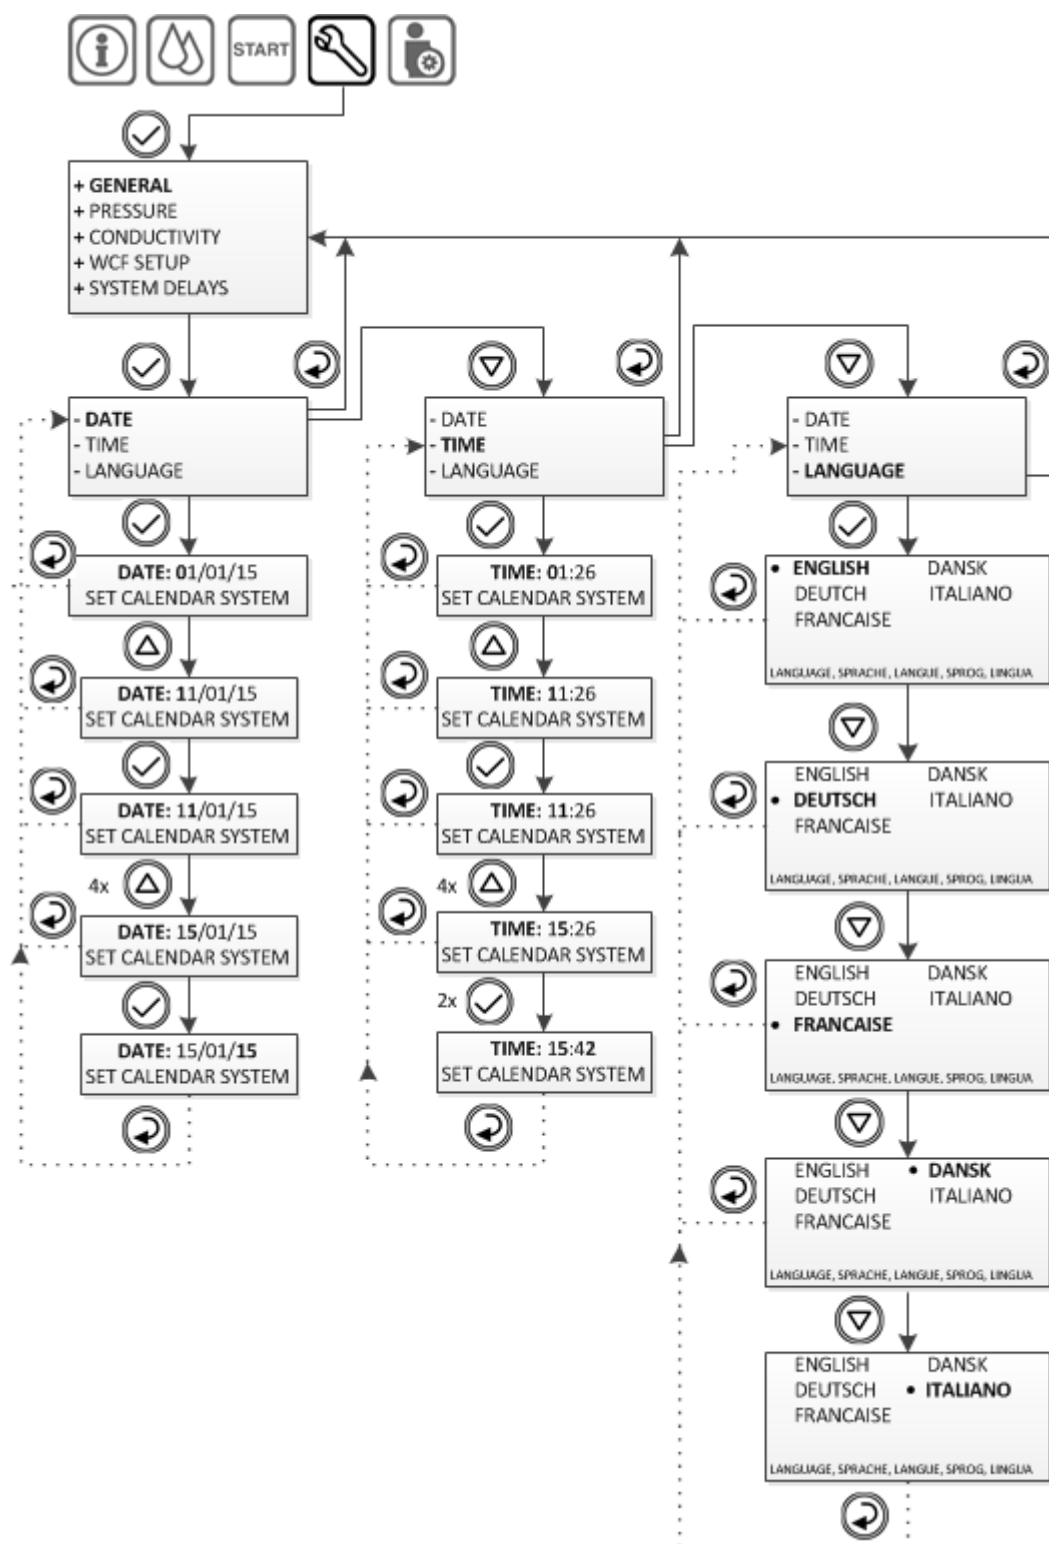 START
+ GENERAL
+ PRESSURE
+ CONDUCTIVITY
+ WCF SETUP
+ SYSTEM DELAYS
- DATE
- TIME
- LANGUAGE
DATE: 01/01/15
SET CALENDAR SYSTEM
DATE: 11/01/15
SET CALENDAR SYSTEM
DATE: 11/01/15
SET CALENDAR SYSTEM
4x
DATE: 15/01/15
SET CALENDAR SYSTEM
DATE: 15/01/15
SET CALENDAR SYSTEM
- DATE
- TIME
- LANGUAGE
TIME: 01:26
SET CALENDAR SYSTEM
TIME: 11:26
SET CALENDAR SYSTEM
TIME: 11:26
SET CALENDAR SYSTEM
4x
TIME: 15:26
SET CALENDAR SYSTEM
2x
TIME: 15:42
SET CALENDAR SYSTEM
- DATE
- TIME
- LANGUAGE
• ENGLISH DANSK
DEUTCH ITALIANO
FRANCAISE
LANGUAGE, SPRACHE, LANGUE, SPROG, LINGUA
ENGLISH DANSK
• DEUTSCH ITALIANO
FRANCAISE
LANGUAGE, SPRACHE, LANGUE, SPROG, LINGUA
ENGLISH DANSK
DEUTSCH ITALIANO
• FRANCAISE
LANGUAGE, SPRACHE, LANGUE, SPROG, LINGUA
ENGLISH • DANSK
DEUTSCH ITALIANO
FRANCAISE
LANGUAGE, SPRACHE, LANGUE, SPROG, LINGUA
ENGLISH DANSK
DEUTSCH • ITALIANO
FRANCAISE
LANGUAGE, SPRACHE, LANGUE, SPROG, LINGUA